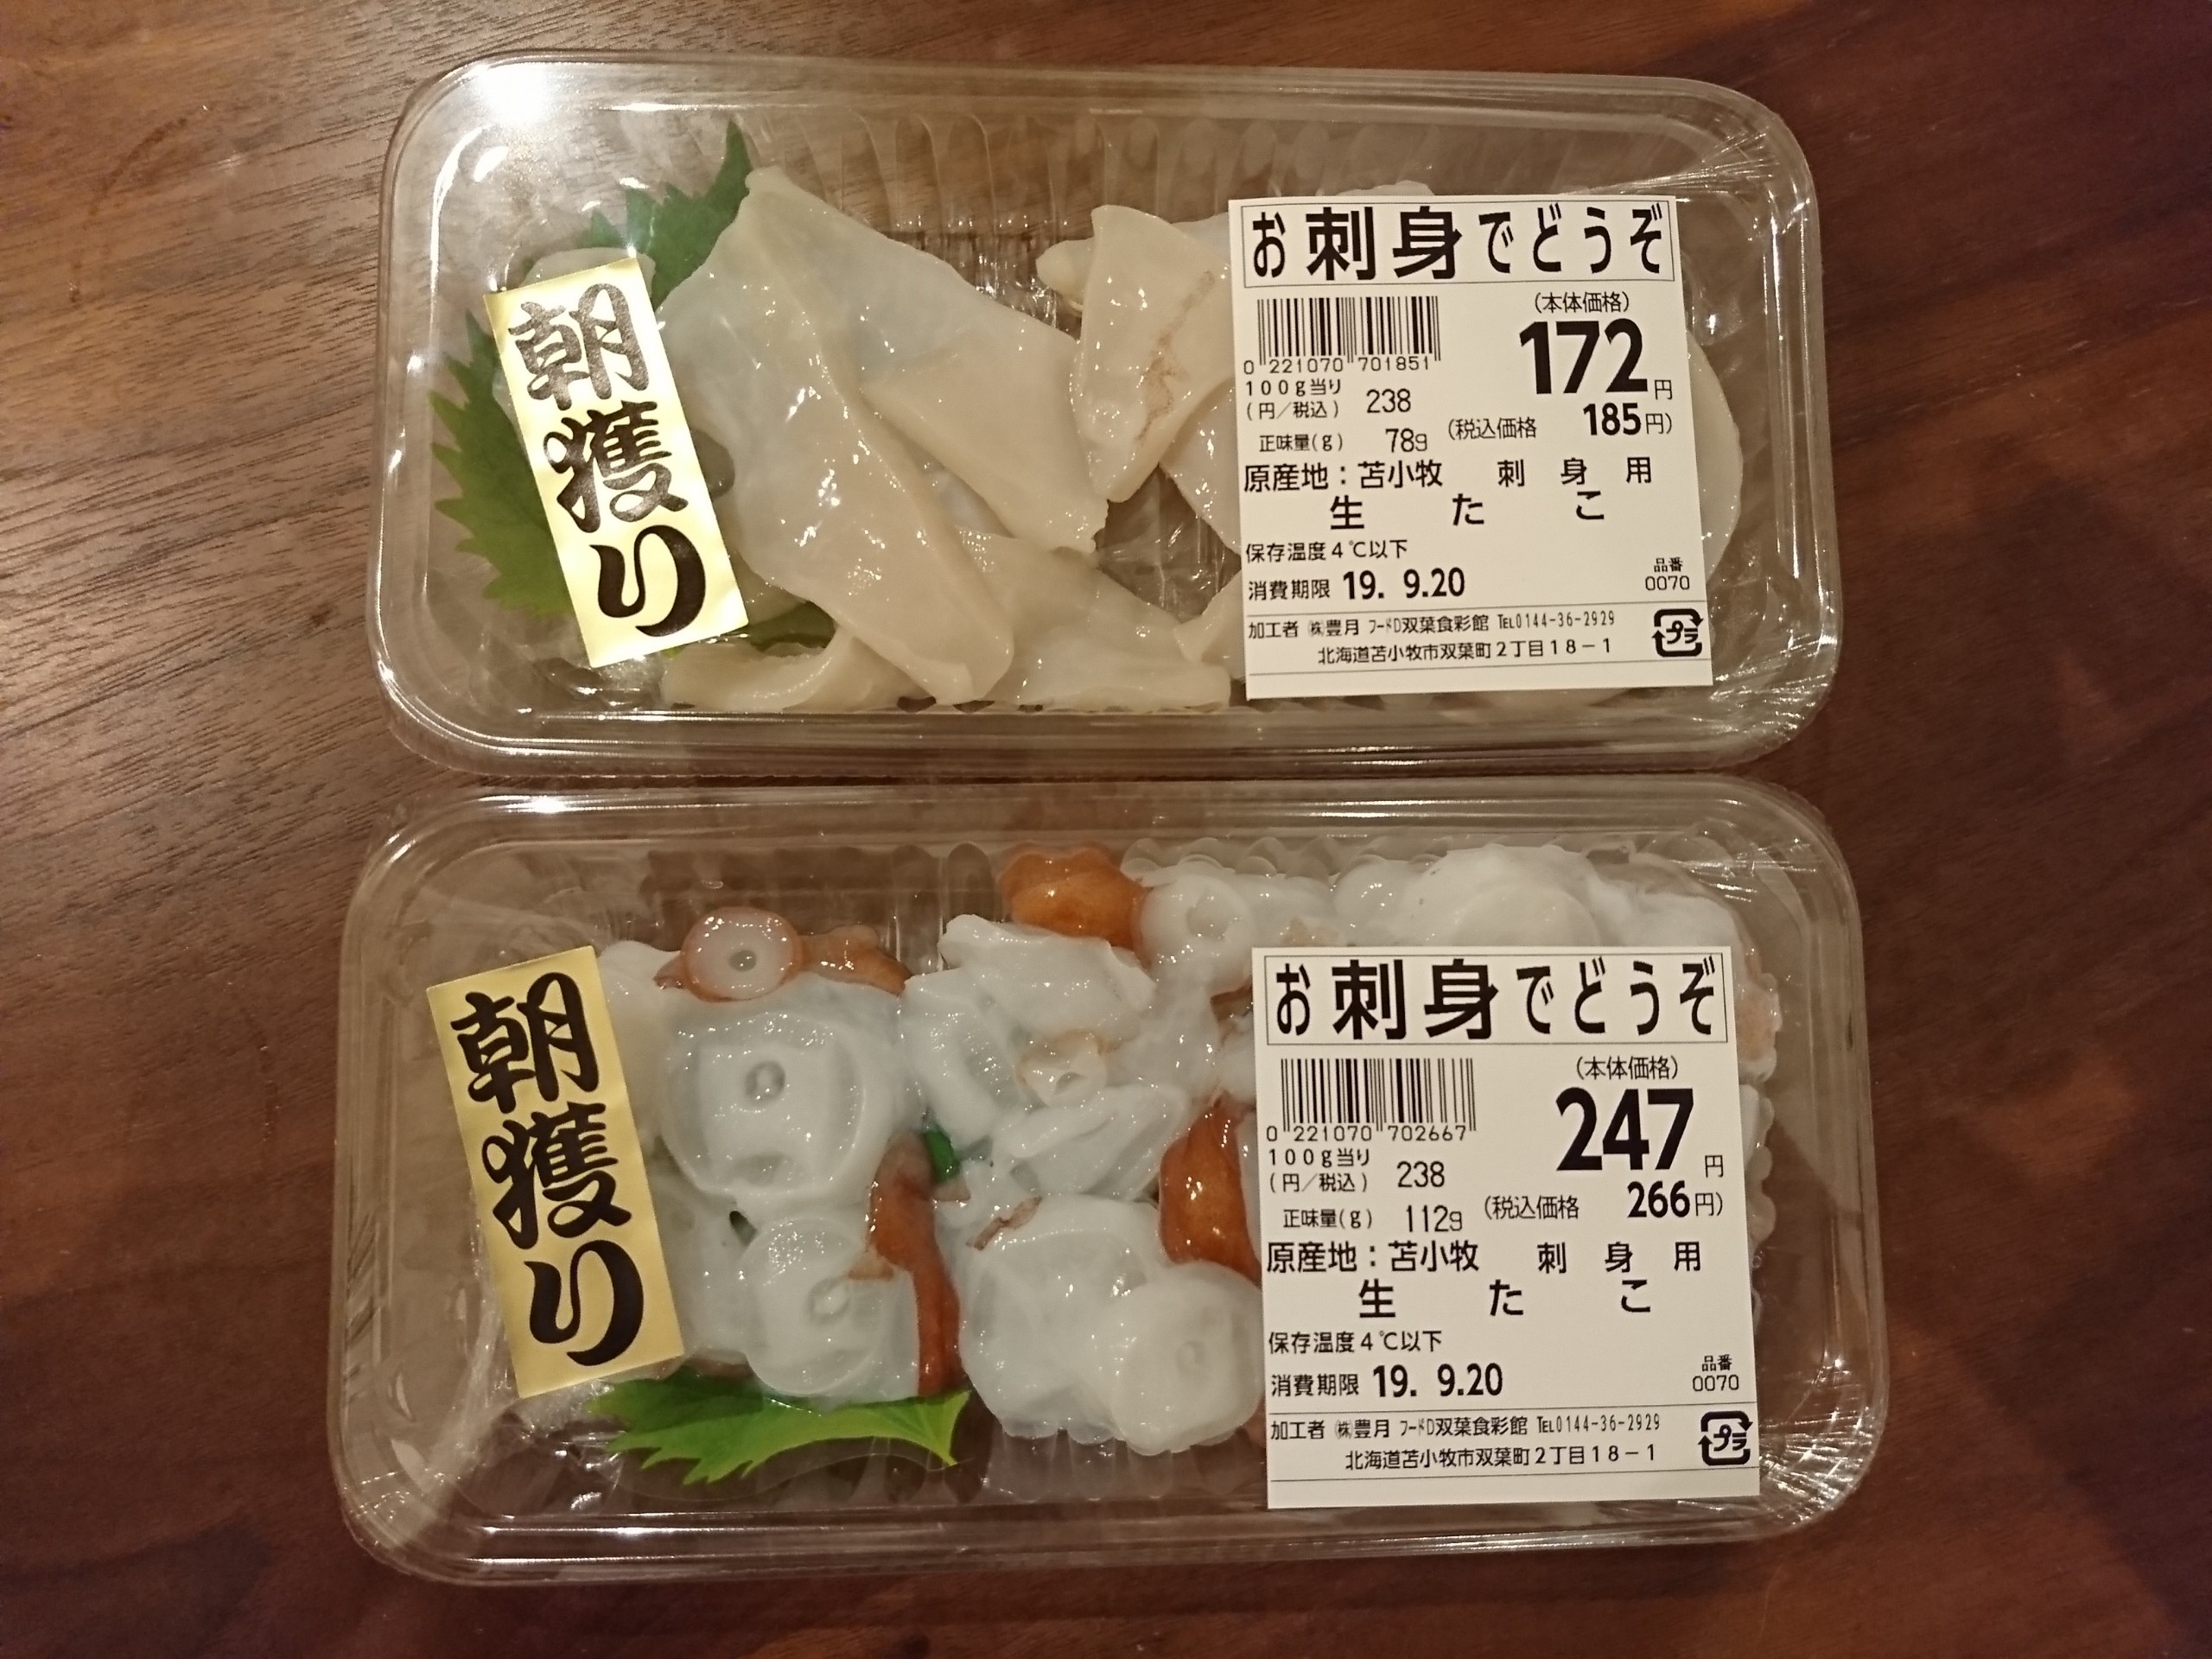 朝獲り
お刺身でどうぞ
(本体価格)
172円
0 221070 701851
100g当り
(円/税込) 238
(税込価格 185円)
正味量(g) 78g
原産地:苫小牧 刺身用
生たこ
保存温度4℃以下
消費期限 19. 9.20
品番
0070
加工者 ㈱豊月 フードD双葉食彩館 ℡0144-36-2929
北海道苫小牧市双葉町2丁目18-1
プラ
朝獲り
お刺身でどうぞ
(本体価格)
247円
0 221070 702667
100g当り
(円/税込) 238
(税込価格 266円)
正味量(g) 112g
原産地:苫小牧 刺身用
生たこ
保存温度4℃以下
消費期限 19. 9.20
品番
0070
加工者 ㈱豊月 フードD双葉食彩館 ℡0144-36-2929
北海道苫小牧市双葉町2丁目18-1
プラ